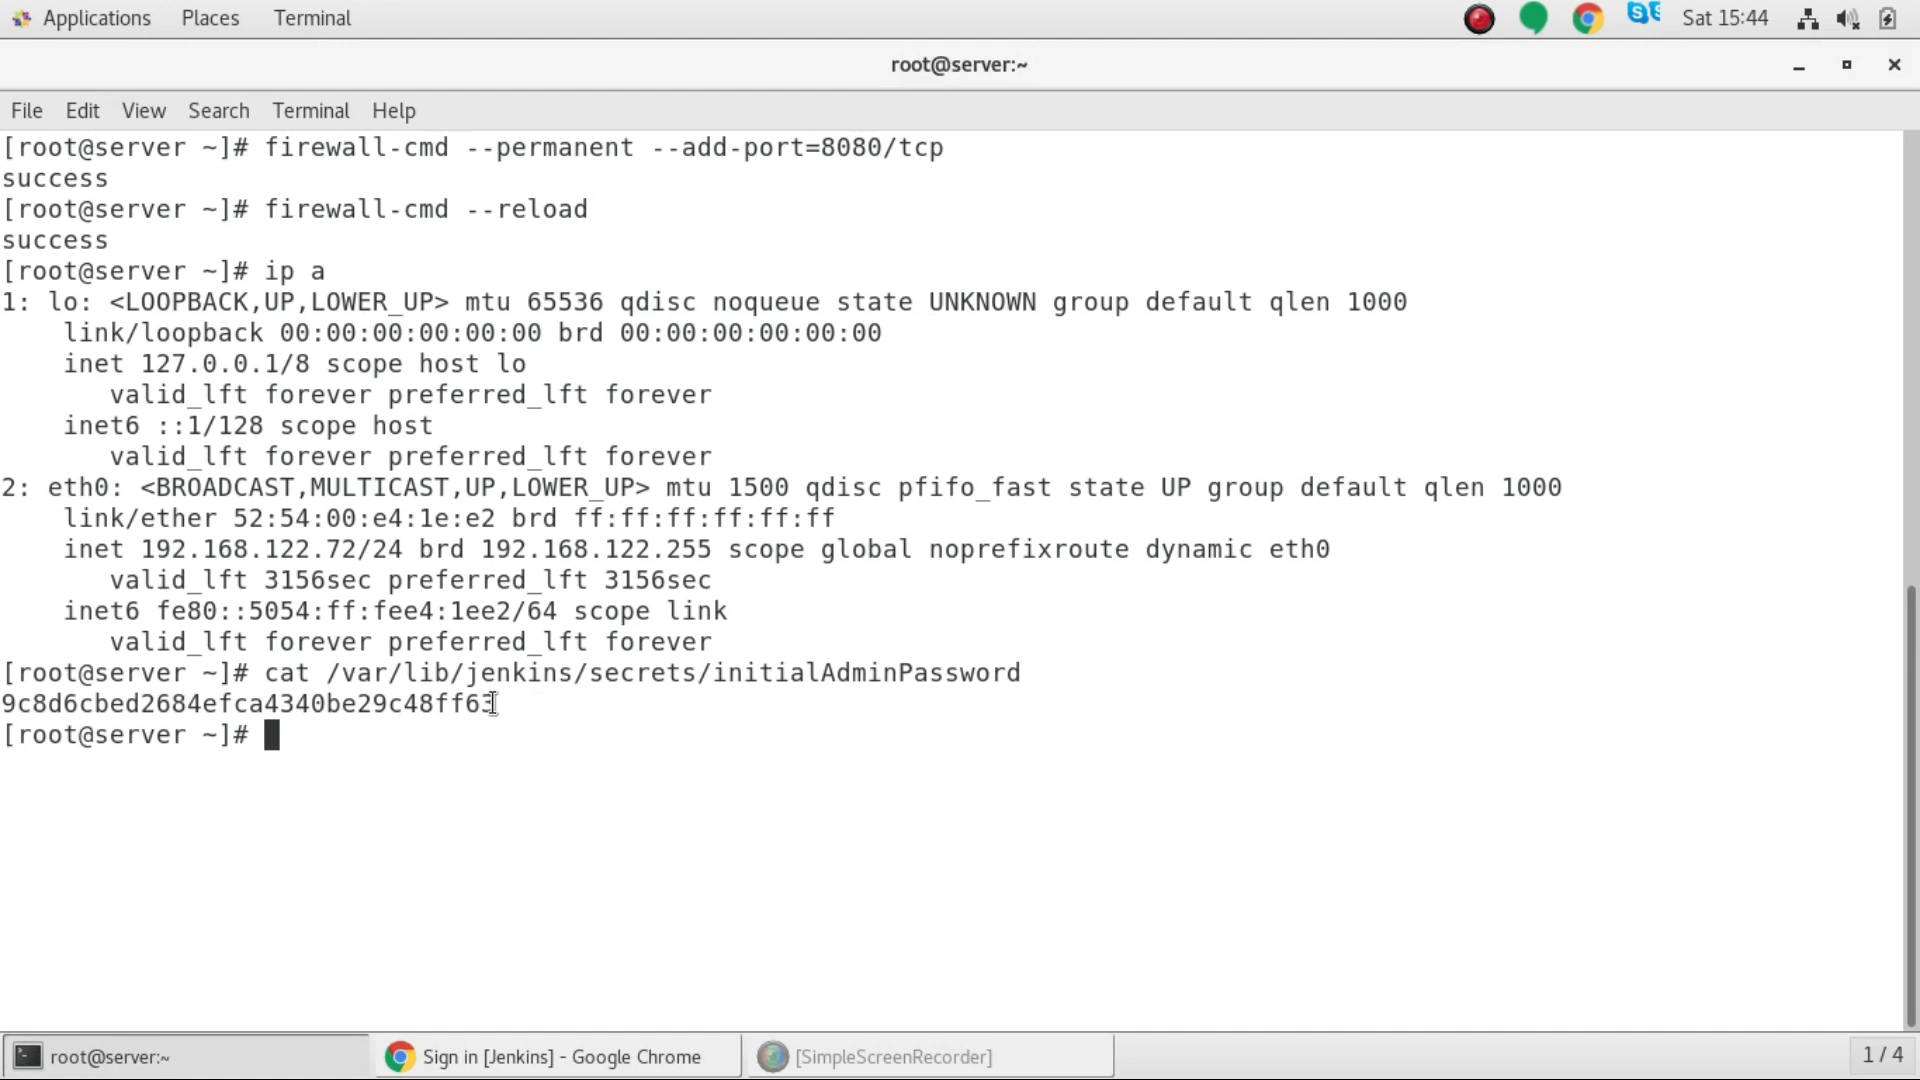 Applications Places Terminal Sat 15:44
root@server:~
File Edit View Search Terminal Help
[root@server ~]# firewall-cmd --permanent --add-port=8080/tcp
success
[root@server ~]# firewall-cmd --reload
success
[root@server ~]# ip a
1: lo: <LOOPBACK,UP,LOWER_UP> mtu 65536 qdisc noqueue state UNKNOWN group default qlen 1000
    link/loopback 00:00:00:00:00:00 brd 00:00:00:00:00:00
    inet 127.0.0.1/8 scope host lo
       valid_lft forever preferred_lft forever
    inet6 ::1/128 scope host
       valid_lft forever preferred_lft forever
2: eth0: <BROADCAST,MULTICAST,UP,LOWER_UP> mtu 1500 qdisc pfifo_fast state UP group default qlen 1000
    link/ether 52:54:00:e4:1e:e2 brd ff:ff:ff:ff:ff:ff
    inet 192.168.122.72/24 brd 192.168.122.255 scope global noprefixroute dynamic eth0
       valid_lft 3156sec preferred_lft 3156sec
    inet6 fe80::5054:ff:fee4:1ee2/64 scope link
       valid_lft forever preferred_lft forever
[root@server ~]# cat /var/lib/jenkins/secrets/initialAdminPassword
9c8d6cbed2684efca4340be29c48ff63
[root@server ~]#
root@server:~ Sign in [Jenkins] - Google Chrome [SimpleScreenRecorder] 1 / 4